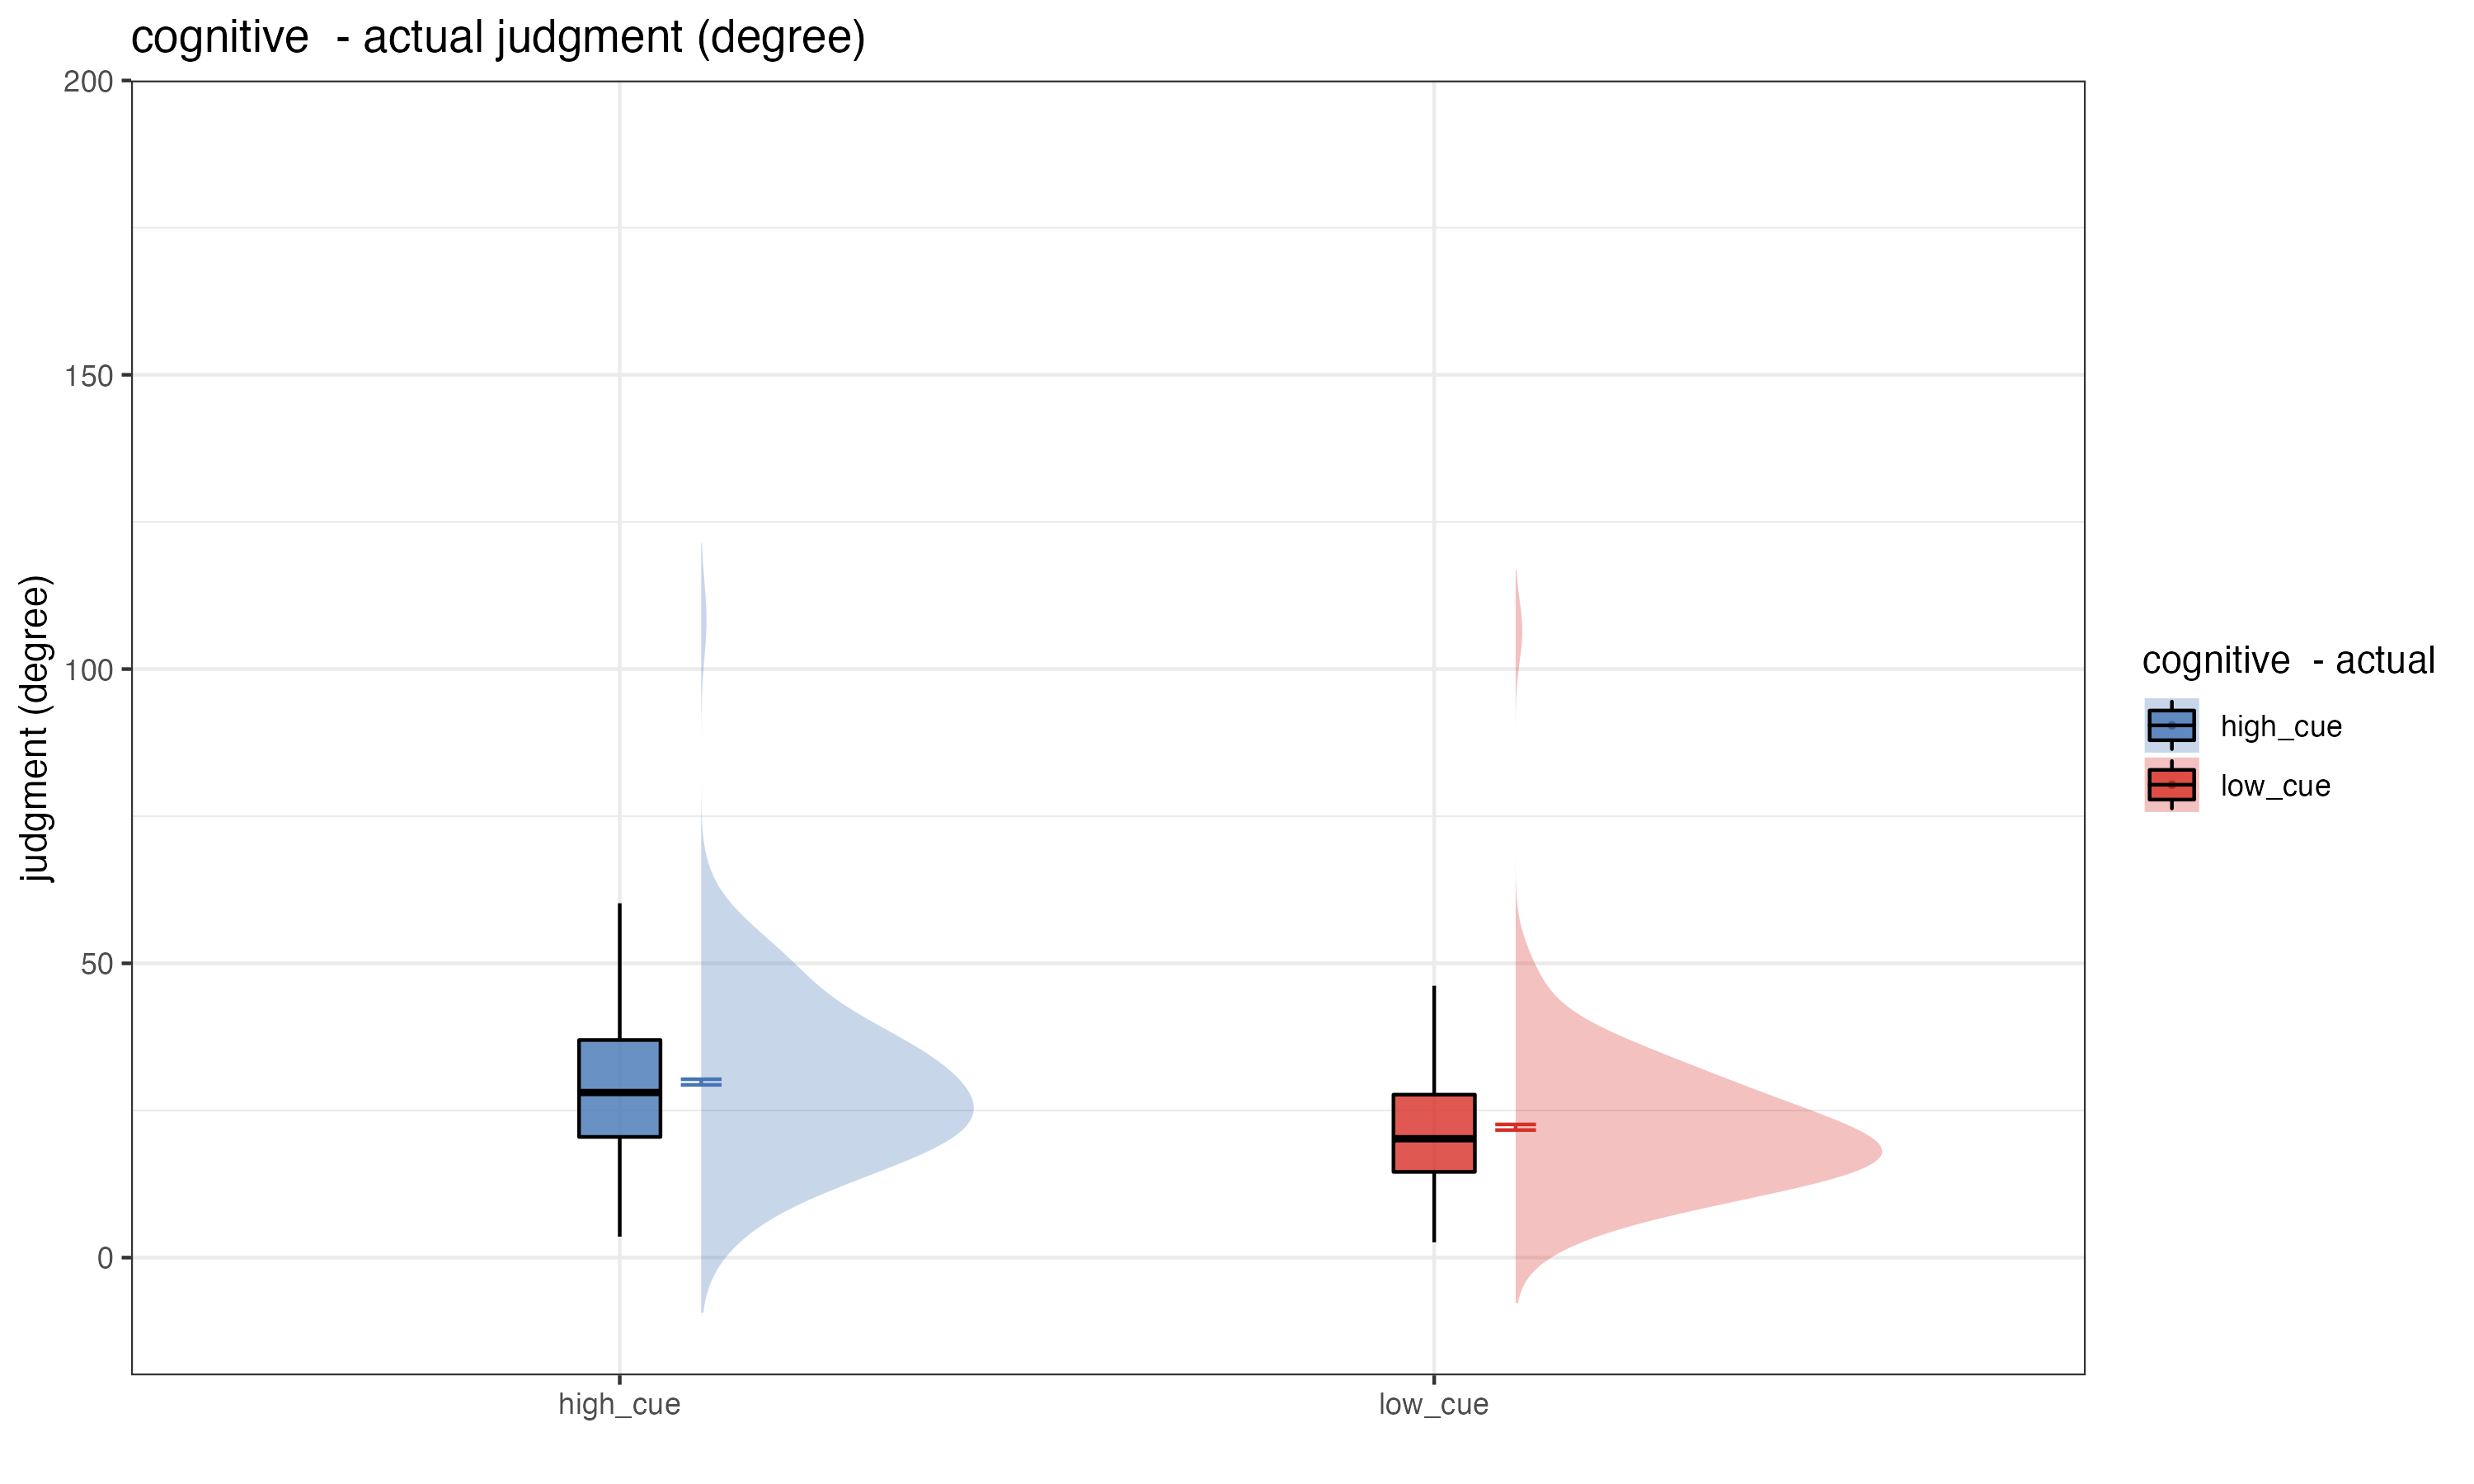 cognitive  - actual judgment (degree)
200
150
100
50
0
judgment (degree)
high_cue
low_cue
cognitive  - actual
high_cue
low_cue